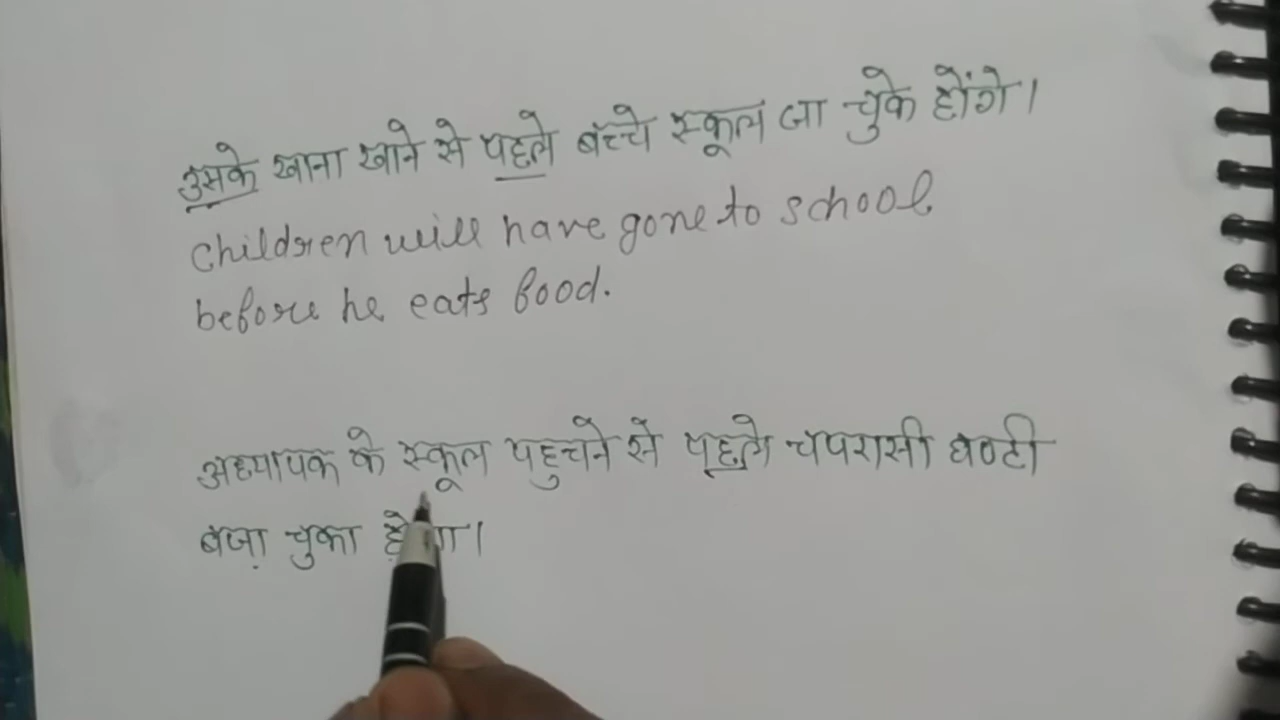 उसके खाना खाने से पहले बच्चे स्कूल जा चुके होंगे।
children will have gone to school
before he eats food.
अध्यापक के स्कूल पहुचने से पहले चपरासी घण्टी
बजा चुका होगा।